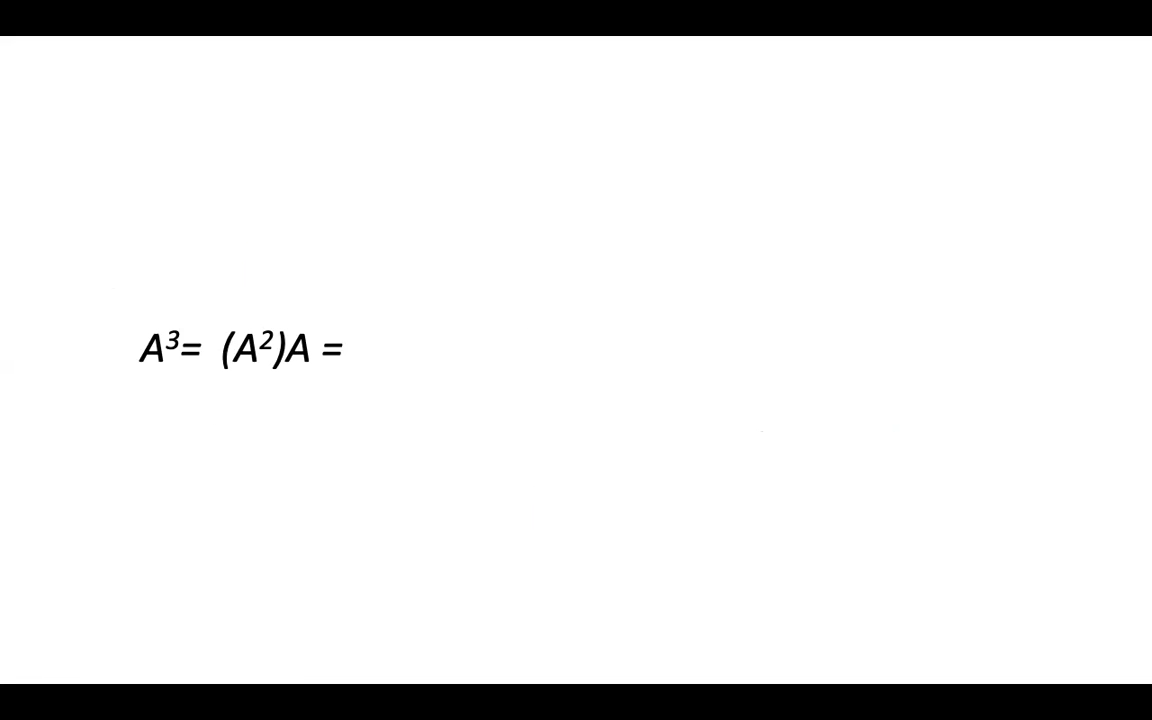 A³= (A²)A =